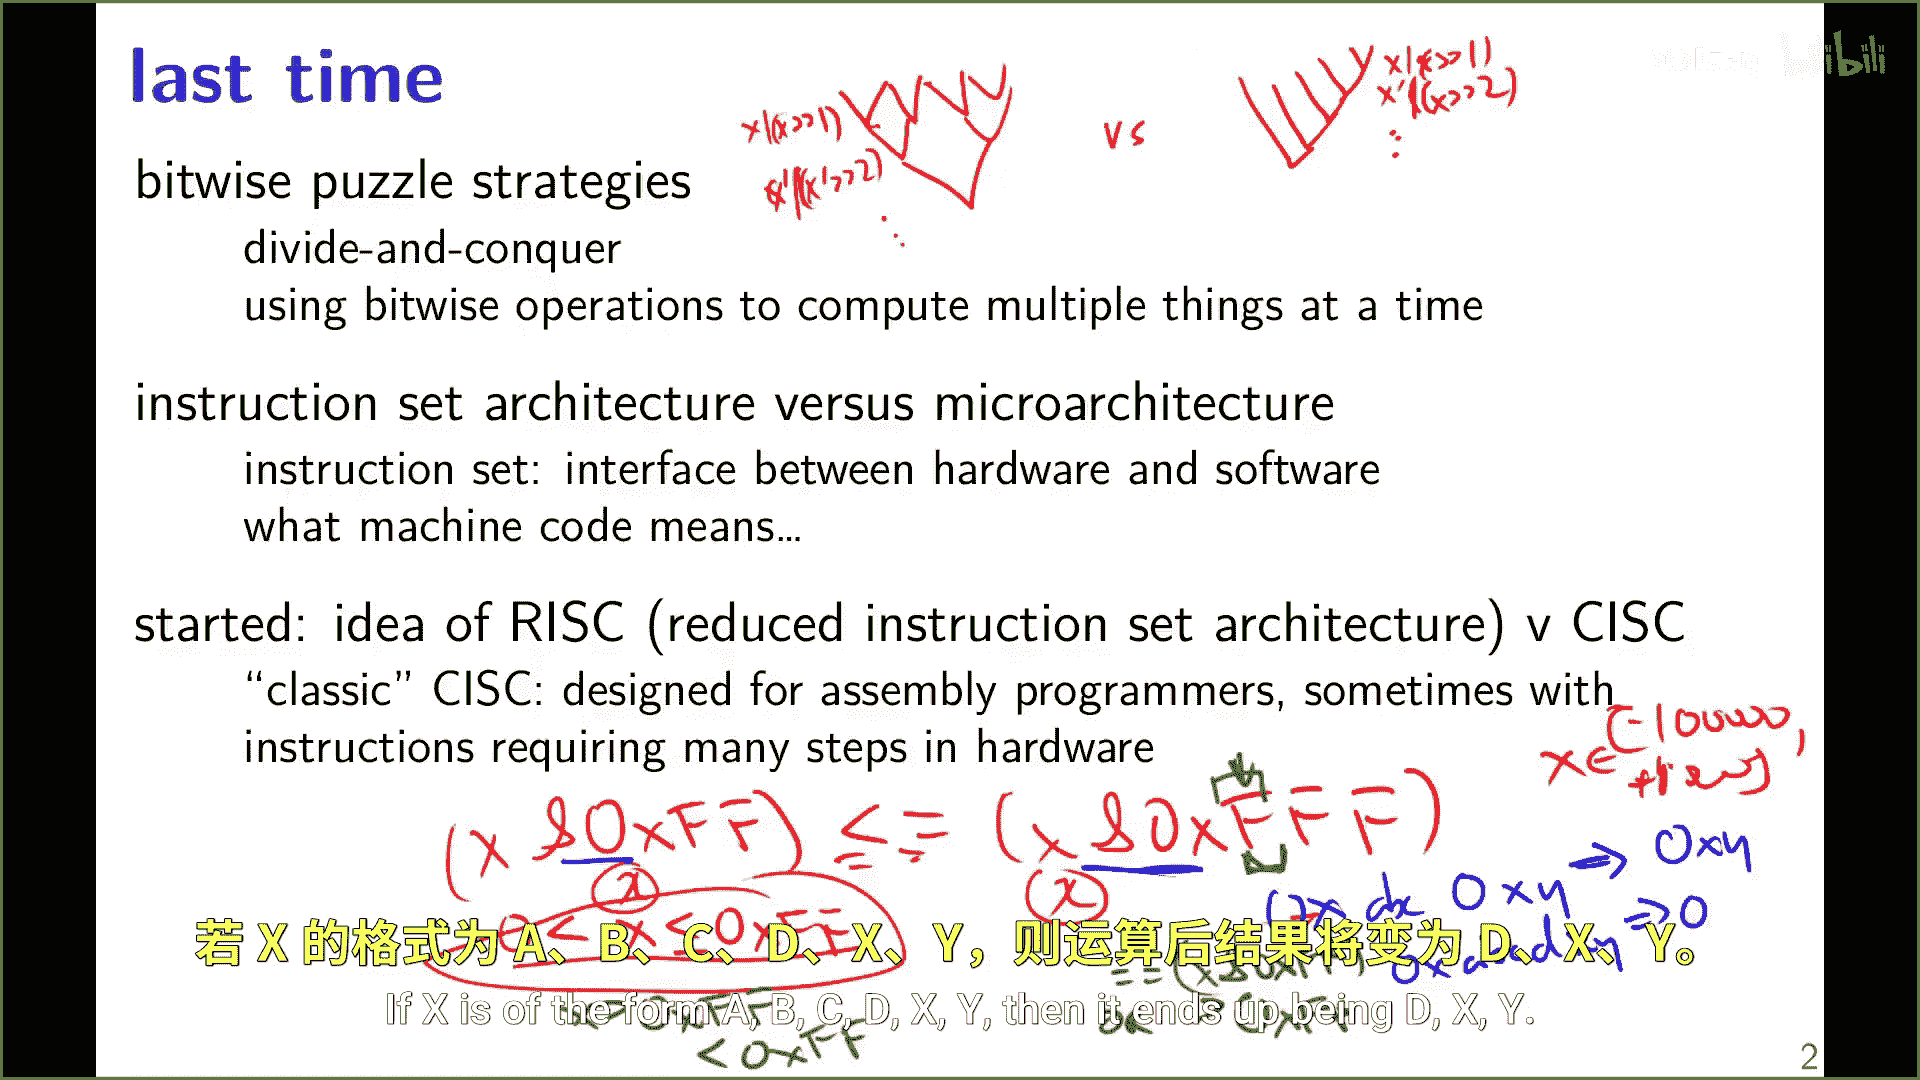 last time
x|(x>>1)
x'|(x'>>2)
vs
x|(x>>1)
x'|(x>>2)
bitwise puzzle strategies
divide-and-conquer
using bitwise operations to compute multiple things at a time
instruction set architecture versus microarchitecture
instruction set: interface between hardware and software
what machine code means...
started: idea of RISC (reduced instruction set architecture) v CISC
“classic” CISC: designed for assembly programmers, sometimes with
instructions requiring many steps in hardware
(x & 0xFF) <= (x & 0xFFF)
0xy
若 X 的格式为 A、B、C、D、X、Y，则运算后结果将变为 D、X、Y。
If X is of the form A, B, C, D, X, Y, then it ends up being D, X, Y.
< 0xFF
2